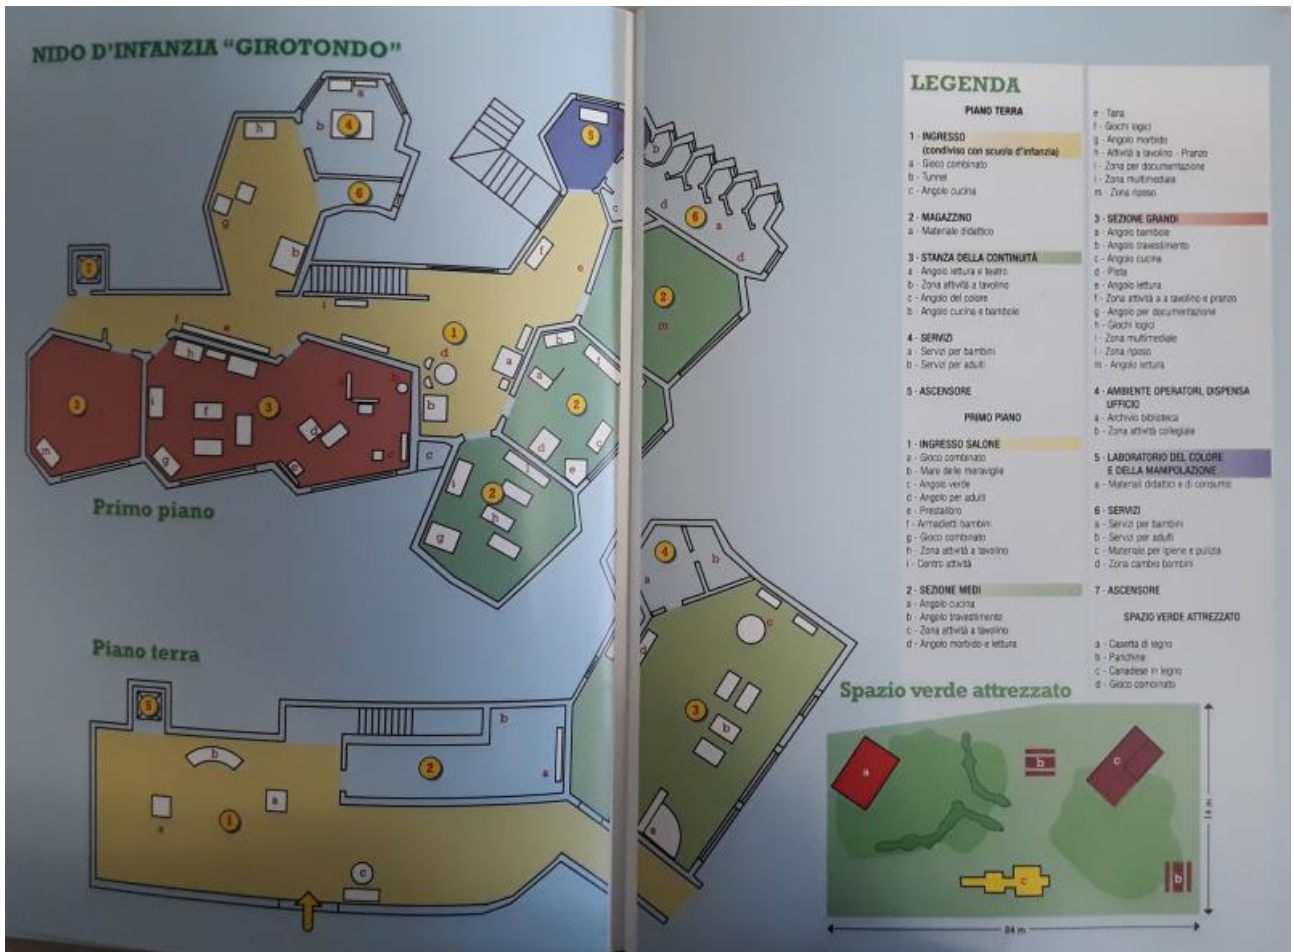 NIDO D'INFANZIA "GIROTONDO"
Primo piano
Piano terra
LEGENDA
PIANO TERRA
1 - INGRESSO
(condiviso con scuola d'infanzia)
a - Gioco combinato
b - Tunnel
c - Angolo cucina
2 - MAGAZZINO
a - Materiale didattico
3 - STANZA DELLA CONTINUITÀ
a - Angolo lettura e teatro
b - Zona attività a tavolino
c - Angolo del colore
b - Angolo cucina e bambole
4 - SERVIZI
a - Servizi per bambini
b - Servizi per adulti
5 - ASCENSORE
PRIMO PIANO
1 - INGRESSO SALONE
a - Gioco combinato
b - Mare delle meraviglie
c - Angolo verde
d - Angolo per adulti
e - Prestalibro
f - Armadietti bambini
g - Gioco combinato
h - Zona attività a tavolino
i - Centro attività
2 - SEZIONE MEDI
a - Angolo cucina
b - Angolo travestimento
c - Zona attività a tavolino
d - Angolo morbido e lettura
e - Tana
f - Giochi logici
g - Angolo morbido
h - Attività a tavolino - Pranzo
i - Zona per documentazione
l - Zona multimediale
m - Zona riposo
3 - SEZIONE GRANDI
a - Angolo bambole
b - Angolo travestimento
c - Angolo cucina
d - Pista
e - Angolo lettura
f - Zona attività a a tavolino e pranzo
g - Angolo per documentazione
h - Giochi logici
i - Zona multimediale
l - Zona riposo
m - Angolo lettura
4 - AMBIENTE OPERATORI, DISPENSA
UFFICIO
a - Archivio biblioteca
b - Zona attività collegiale
5 - LABORATORIO DEL COLORE
E DELLA MANIPOLAZIONE
a - Materiali didattici e di consumo
6 - SERVIZI
a - Servizi per bambini
b - Servizi per adulti
c - Materiale per igiene e pulizia
d - Zona cambio bambini
7 - ASCENSORE
SPAZIO VERDE ATTREZZATO
a - Casetta di legno
b - Panchine
c - Canadese in legno
d - Gioco combinato
Spazio verde attrezzato
a
b
c
b
c